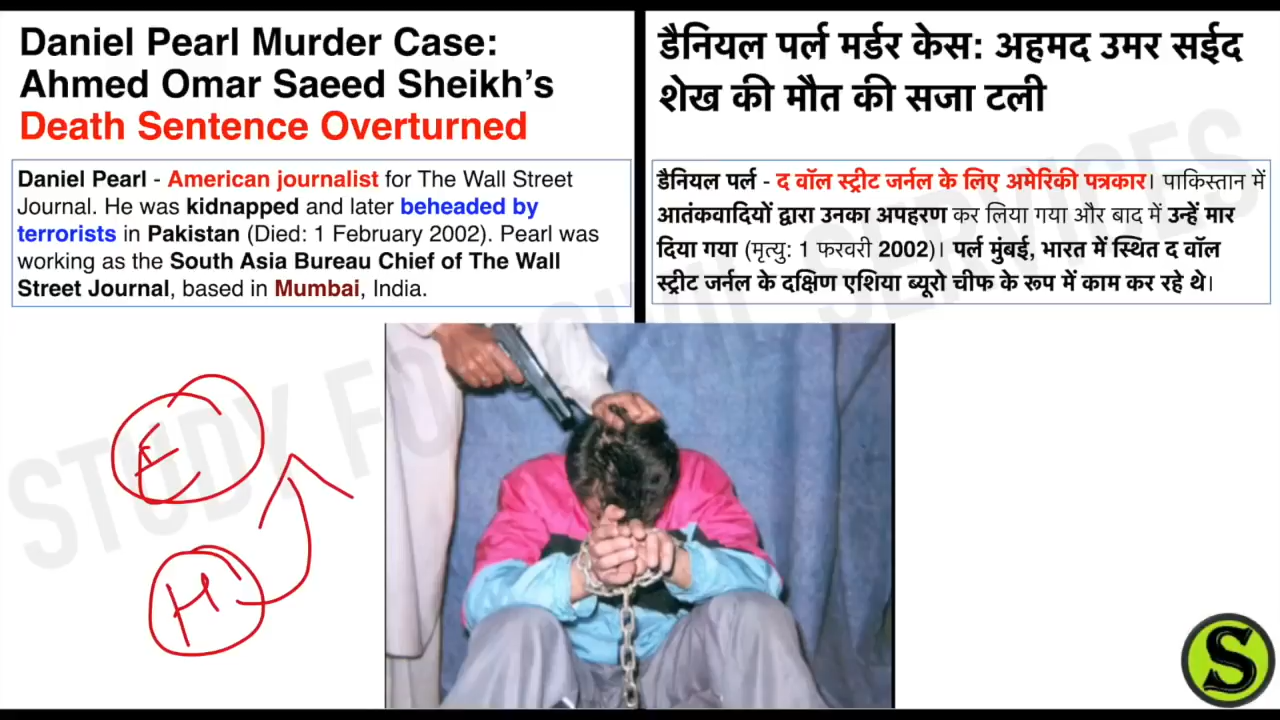 Daniel Pearl Murder Case:
Ahmed Omar Saeed Sheikh's
Death Sentence Overturned
Daniel Pearl - American journalist for The Wall Street
Journal. He was kidnapped and later beheaded by
terrorists in Pakistan (Died: 1 February 2002). Pearl was
working as the South Asia Bureau Chief of The Wall
Street Journal, based in Mumbai, India.
डैनियल पर्ल मर्डर केस: अहमद उमर सईद
शेख की मौत की सजा टली
डैनियल पर्ल - द वॉल स्ट्रीट जर्नल के लिए अमेरिकी पत्रकार। पाकिस्तान में
आतंकवादियों द्वारा उनका अपहरण कर लिया गया और बाद में उन्हें मार
दिया गया (मृत्यु: 1 फरवरी 2002)। पर्ल मुंबई, भारत में स्थित द वॉल
स्ट्रीट जर्नल के दक्षिण एशिया ब्यूरो चीफ के रूप में काम कर रहे थे।
STUDY FOR CIVIL SERVICES
E
H
S